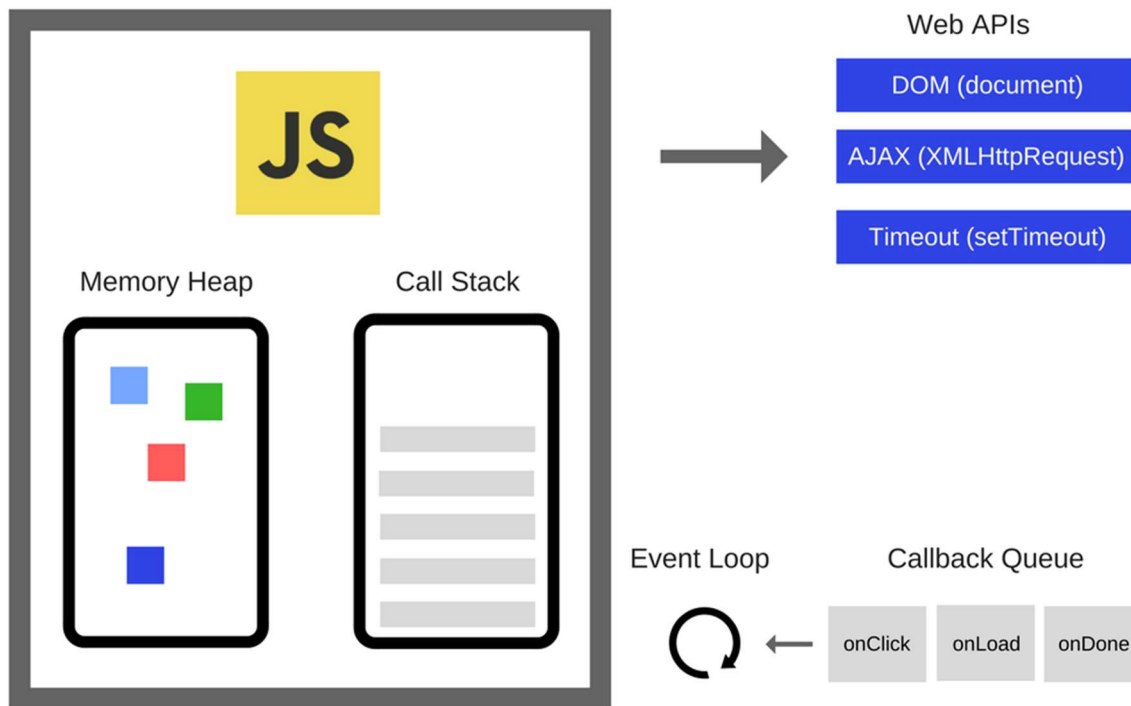 Web APIs
DOM (document)
JS
AJAX (XMLHttpRequest)
Timeout (setTimeout)
Memory Heap
Call Stack
Event Loop
Callback Queue
onClick
onLoad
onDone